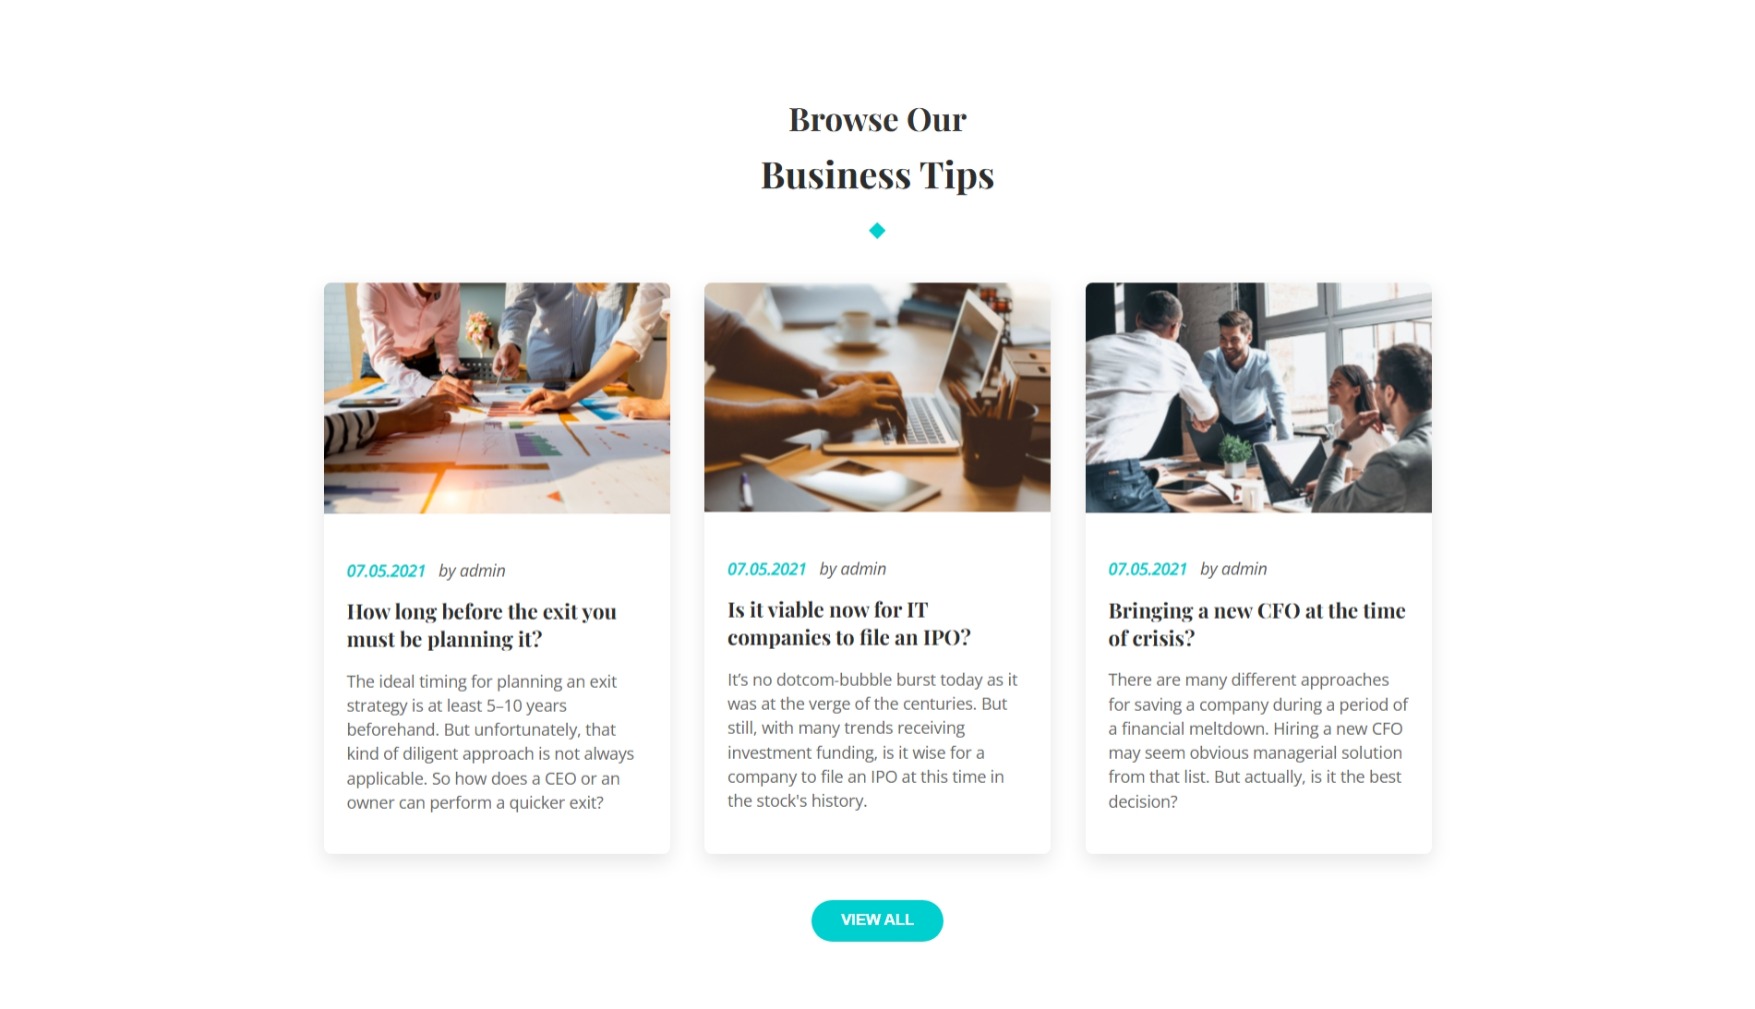 Browse Our
Business Tips
07.05.2021 by admin
How long before the exit you
must be planning it?
The ideal timing for planning an exit
strategy is at least 5–10 years
beforehand. But unfortunately, that
kind of diligent approach is not always
applicable. So how does a CEO or an
owner can perform a quicker exit?
07.05.2021 by admin
Is it viable now for IT
companies to file an IPO?
It’s no dotcom-bubble burst today as it
was at the verge of the centuries. But
still, with many trends receiving
investment funding, is it wise for a
company to file an IPO at this time in
the stock's history.
07.05.2021 by admin
Bringing a new CFO at the time
of crisis?
There are many different approaches
for saving a company during a period of
a financial meltdown. Hiring a new CFO
may seem obvious managerial solution
from that list. But actually, is it the best
decision?
VIEW ALL